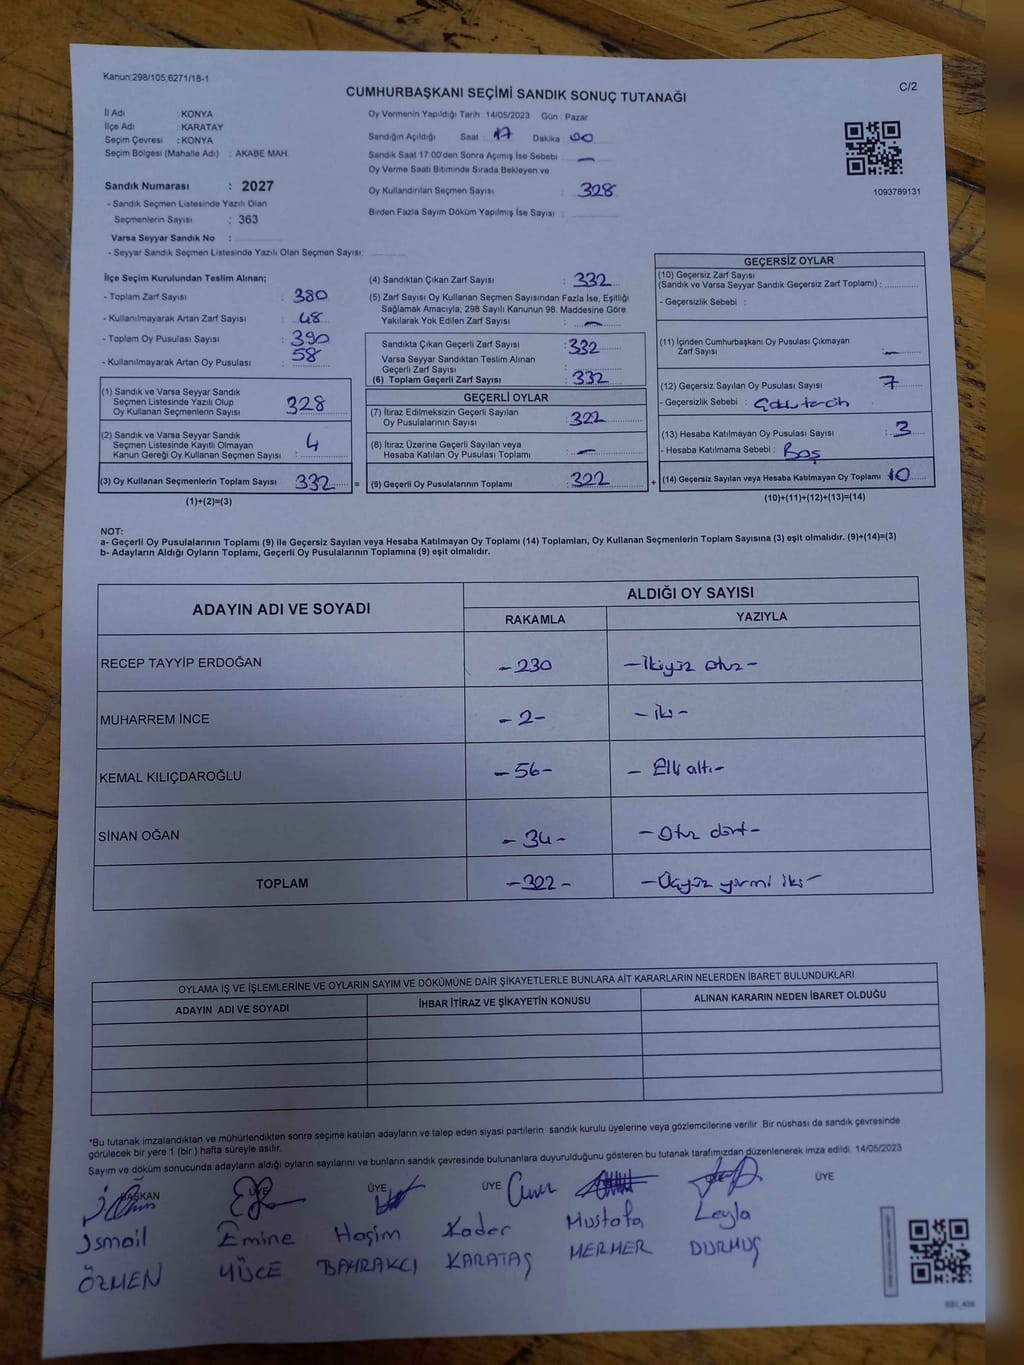 Kanun:298/105;6271/18-1
C/2
CUMHURBAŞKANI SEÇİMİ SANDIK SONUÇ TUTANAĞI
İl Adı : KONYA
İlçe Adı : KARATAY
Seçim Çevresi : KONYA
Seçim Bölgesi (Mahalle Adı) : AKABE MAH.
Sandık Numarası : 2027
- Sandık Seçmen Listesinde Yazılı Olan
Seçmenlerin Sayısı : 363
Varsa Seyyar Sandık No :
- Seyyar Sandık Seçmen Listesinde Yazılı Olan Seçmen Sayısı:
Oy Vermenin Yapıldığı Tarih :14/05/2023 Gün : Pazar
Sandığın Açıldığı Saat : 17 Dakika : 00
Sandık Saat 17:00'den Sonra Açımış İse Sebebi : —
Oy Verme Saati Bitiminde Sırada Bekleyen ve
Oy Kullandırılan Seçmen Sayısı : 328
Birden Fazla Sayım Döküm Yapılmış İse Sayısı :
1093789131
İlçe Seçim Kurulundan Teslim Alınan;
- Toplam Zarf Sayısı : 380
- Kullanılmayarak Artan Zarf Sayısı : 48
- Toplam Oy Pusulası Sayısı : 390
- Kullanılmayarak Artan Oy Pusulası : 58
(1) Sandık ve Varsa Seyyar Sandık
Seçmen Listesinde Yazılı Olup
Oy Kullanan Seçmenlerin Sayısı : 328
(2) Sandık ve Varsa Seyyar Sandık
Seçmen Listesinde Kayıtlı Olmayan
Kanun Gereği Oy Kullanan Seçmen Sayısı : 4
(3) Oy Kullanan Seçmenlerin Toplam Sayısı : 332 =
(1)+(2)=(3)
(4) Sandıktan Çıkan Zarf Sayısı : 332
(5) Zarf Sayısı Oy Kullanan Seçmen Sayısından Fazla İse, Eşitliği
Sağlamak Amacıyla; 298 Sayılı Kanunun 98. Maddesine Göre
Yakılarak Yok Edilen Zarf Sayısı : —
Sandıkta Çıkan Geçerli Zarf Sayısı : 332
Varsa Seyyar Sandıktan Teslim Alınan
Geçerli Zarf Sayısı :
(6) Toplam Geçerli Zarf Sayısı : 332
GEÇERLİ OYLAR
(7) İtiraz Edilmeksizin Geçerli Sayılan
Oy Pusulalarının Sayısı : 322
(8) İtiraz Üzerine Geçerli Sayılan veya
Hesaba Katılan Oy Pusulası Toplamı : —
(9) Geçerli Oy Pusulalarının Toplamı : 322 +
GEÇERSİZ OYLAR
(10) Geçersiz Zarf Sayısı
(Sandık ve Varsa Seyyar Sandık Geçersiz Zarf Toplamı) :
- Geçersizlik Sebebi :
(11) İçinden Cumhurbaşkanı Oy Pusulası Çıkmayan
Zarf Sayısı : —
(12) Geçersiz Sayılan Oy Pusulası Sayısı : 7
- Geçersizlik Sebebi : Çoklu tercih
(13) Hesaba Katılmayan Oy Pusulası Sayısı : 3
- Hesaba Katılmama Sebebi : Boş
(14) Geçersiz Sayılan veya Hesaba Katılmayan Oy Toplamı : 10
(10)+(11)+(12)+(13)=(14)
NOT:
a- Geçerli Oy Pusulalarının Toplamı (9) ile Geçersiz Sayılan veya Hesaba Katılmayan Oy Toplamı (14) Toplamları, Oy Kullanan Seçmenlerin Toplam Sayısına (3) eşit olmalıdır. (9)+(14)=(3)
b- Adayların Aldığı Oyların Toplamı, Geçerli Oy Pusulalarının Toplamına (9) eşit olmalıdır.
ADAYIN ADI VE SOYADI
ALDIĞI OY SAYISI
RAKAMLA YAZIYLA
RECEP TAYYİP ERDOĞAN -230 -İkiyüz otuz-
MUHARREM İNCE -2- -iki-
KEMAL KILIÇDAROĞLU -56- - Elli altı-
SİNAN OĞAN - 34 - -Otuz dört-
TOPLAM -322 - -Üçyüz yirmi iki-
OYLAMA İŞ VE İŞLEMLERİNE VE OYLARIN SAYIM VE DÖKÜMÜNE DAİR ŞİKAYETLERLE BUNLARA AİT KARARLARIN NELERDEN İBARET BULUNDUKLARI
ADAYIN ADI VE SOYADI İHBAR İTİRAZ VE ŞİKAYETİN KONUSU ALINAN KARARIN NEDEN İBARET OLDUĞU
*Bu tutanak imzalandıktan ve mühürlendikten sonra seçime katılan adayların ve talep eden siyasi partilerin sandık kurulu üyelerine veya gözlemcilerine verilir .Bir nüshası da sandık çevresinde
görülecek bir yere 1 (bir ) hafta süreyle asılır.
Sayım ve döküm sonucunda adayların aldığı oyların sayılarını ve bunların sandık çevresinde bulunanlara duyurulduğunu gösteren bu tutanak tarafımızdan düzenlenerek imza edildi. 14/05/2023
BAŞKAN ÜYE ÜYE ÜYE ÜYE
İsmail Emine Haşim Kader Mustafa Leyla
ÖZMEN YÜCE BAYRAKCI KARATAŞ MERMER DURMUŞ